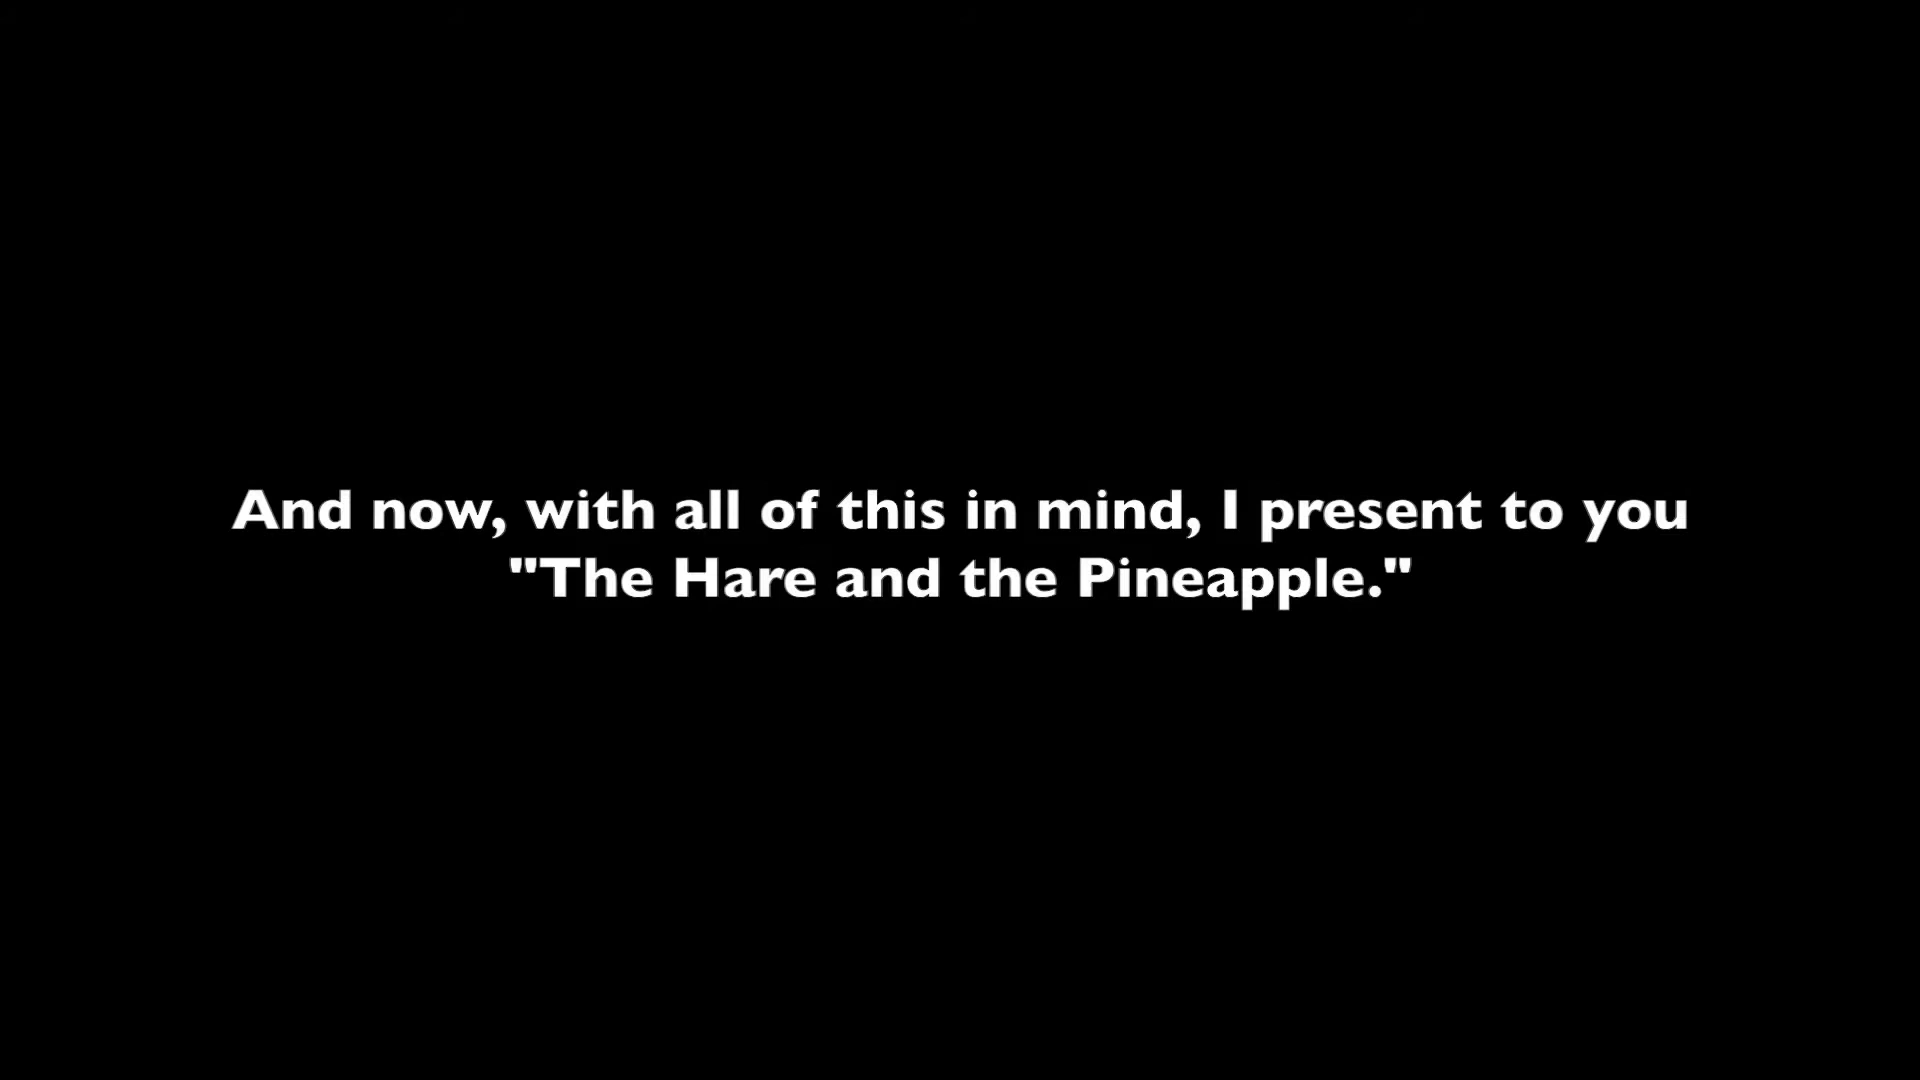 And now, with all of this in mind, I present to you
"The Hare and the Pineapple."